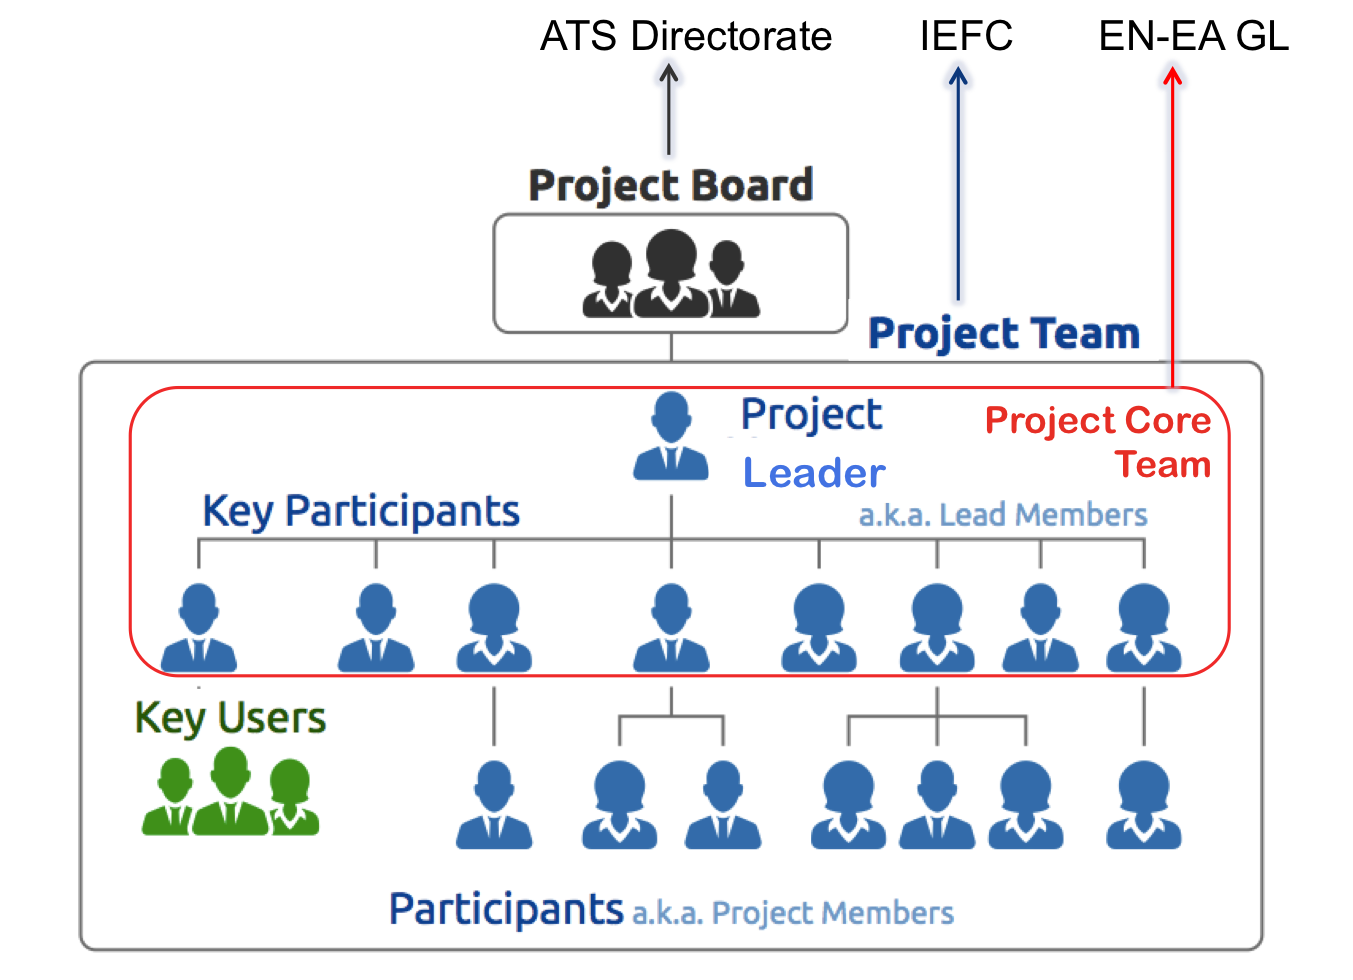 ATS Directorate IEFC EN-EA GL
Project Board
Project Team
Project
Leader
Project Core
Team
Key Participants
a.k.a. Lead Members
Key Users
Participants a.k.a. Project Members